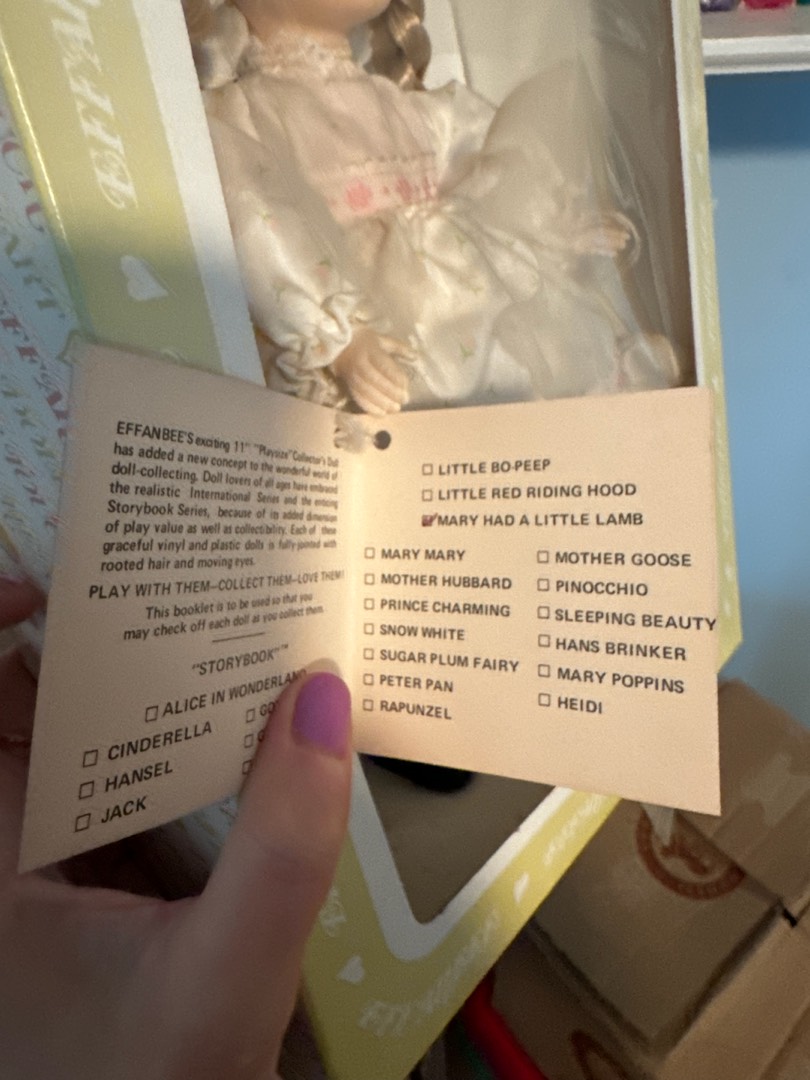 EFFANBEE'S exciting 11" "Playsize" Collector's Doll
has added a new concept to the wonderful world of
doll-collecting. Doll lovers of all ages have embraced
the realistic International Series and the enticing
Storybook Series, because of its added dimension
of play value as well as collectibility. Each of these
graceful vinyl and plastic dolls is fully-jointed with
rooted hair and moving eyes.
PLAY WITH THEM—COLLECT THEM—LOVE THEM!
This booklet is to be used so that you
may check off each doll as you collect them.
"STORYBOOK"™
ALICE IN WONDERLAND
CINDERELLA
HANSEL
JACK
LITTLE BO-PEEP
LITTLE RED RIDING HOOD
MARY HAD A LITTLE LAMB
MARY MARY
MOTHER HUBBARD
PRINCE CHARMING
SNOW WHITE
SUGAR PLUM FAIRY
PETER PAN
RAPUNZEL
MOTHER GOOSE
PINOCCHIO
SLEEPING BEAUTY
HANS BRINKER
MARY POPPINS
HEIDI